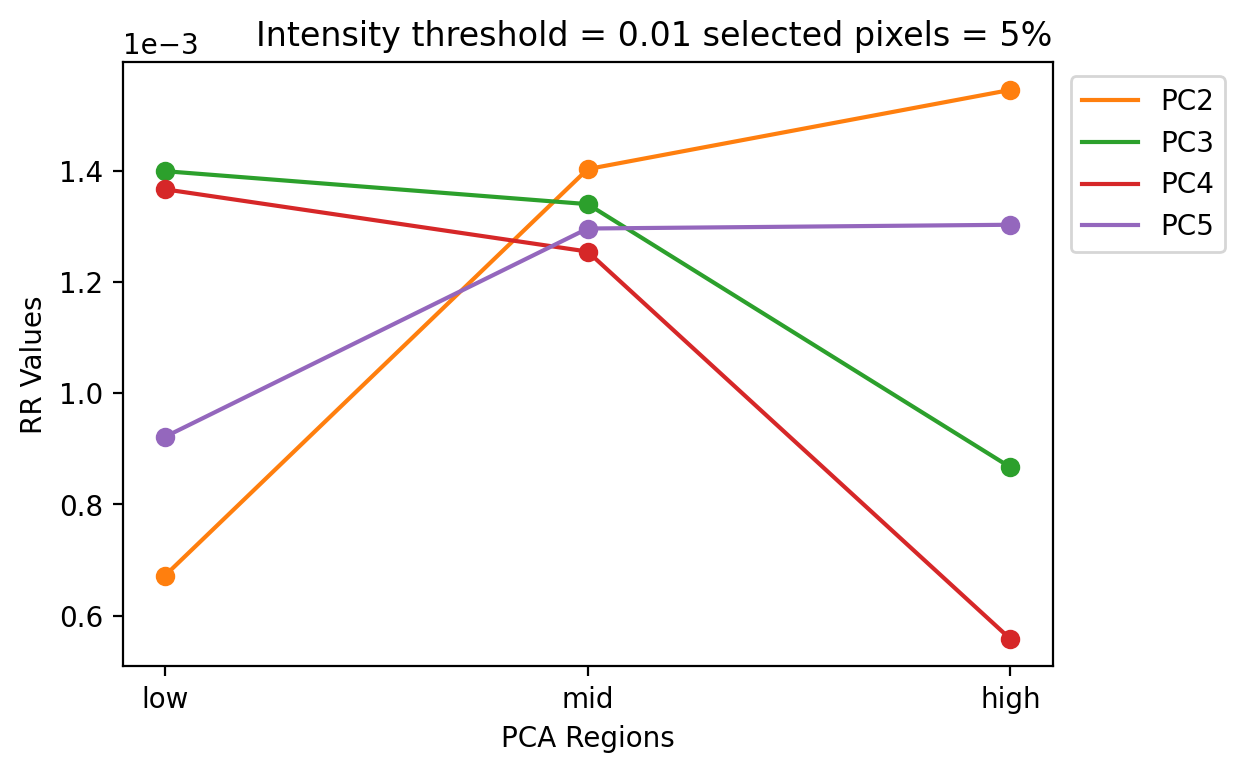 Intensity threshold = 0.01 selected pixels = 5%
1e−3
PC2
PC3
PC4
PC5
1.4
1.2
1.0
0.8
0.6
RR Values
low
mid
high
PCA Regions